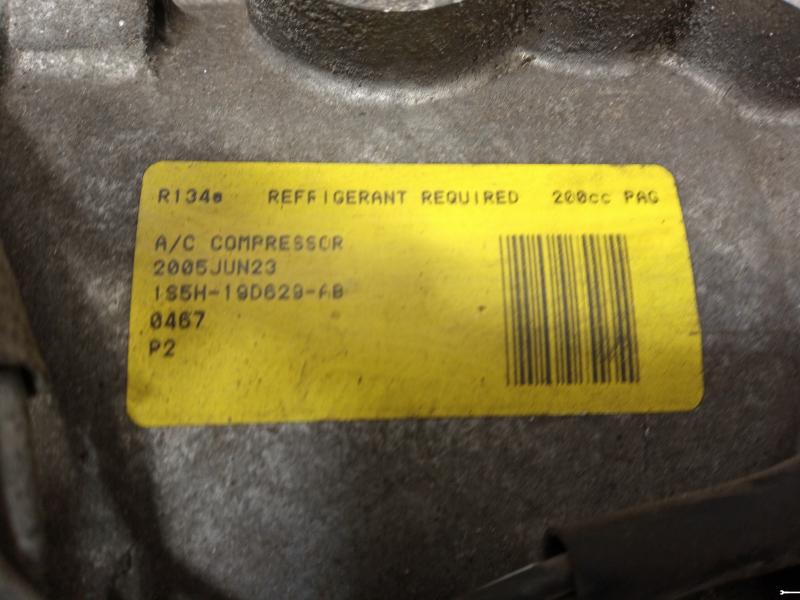 R134a REFRIGERANT REQUIRED 200cc PAG
A/C COMPRESSOR
2005JUN23
1S5H-19D629-AB
0467
P2